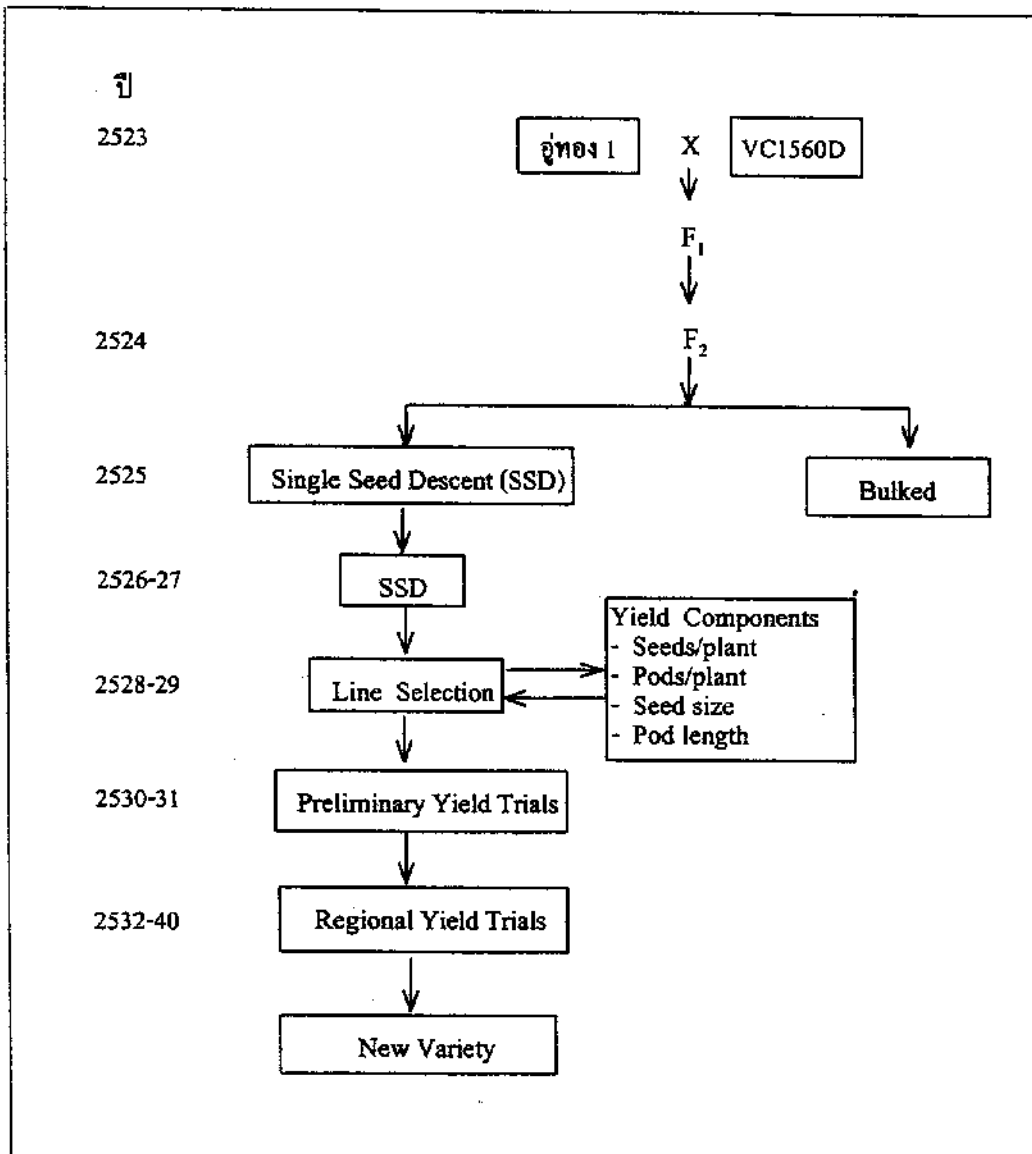 ปี
2523
อู่ทอง 1 X VC1560D
F₁
2524 F₂
2525 Single Seed Descent (SSD) Bulked
2526-27 SSD
Yield Components
- Seeds/plant
- Pods/plant
2528-29 Line Selection
- Seed size
- Pod length
2530-31 Preliminary Yield Trials
2532-40 Regional Yield Trials
New Variety